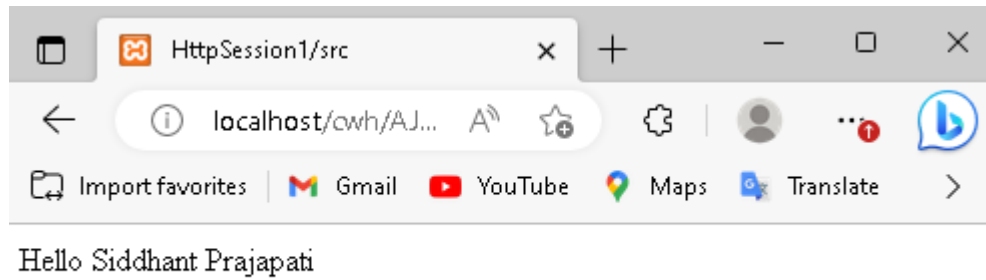 HttpSession1/src
localhost/cwh/AJ...
Import favorites Gmail YouTube Maps Translate
Hello Siddhant Prajapati